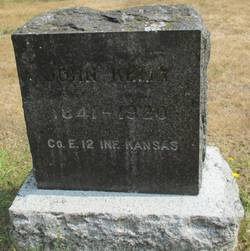 JOHN KELLY
1841-1920
Co. E. 12 INF. KANSAS